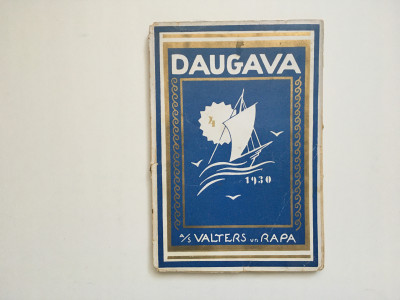 DAUGAVA
1930
A/S VALTERS un RAPA